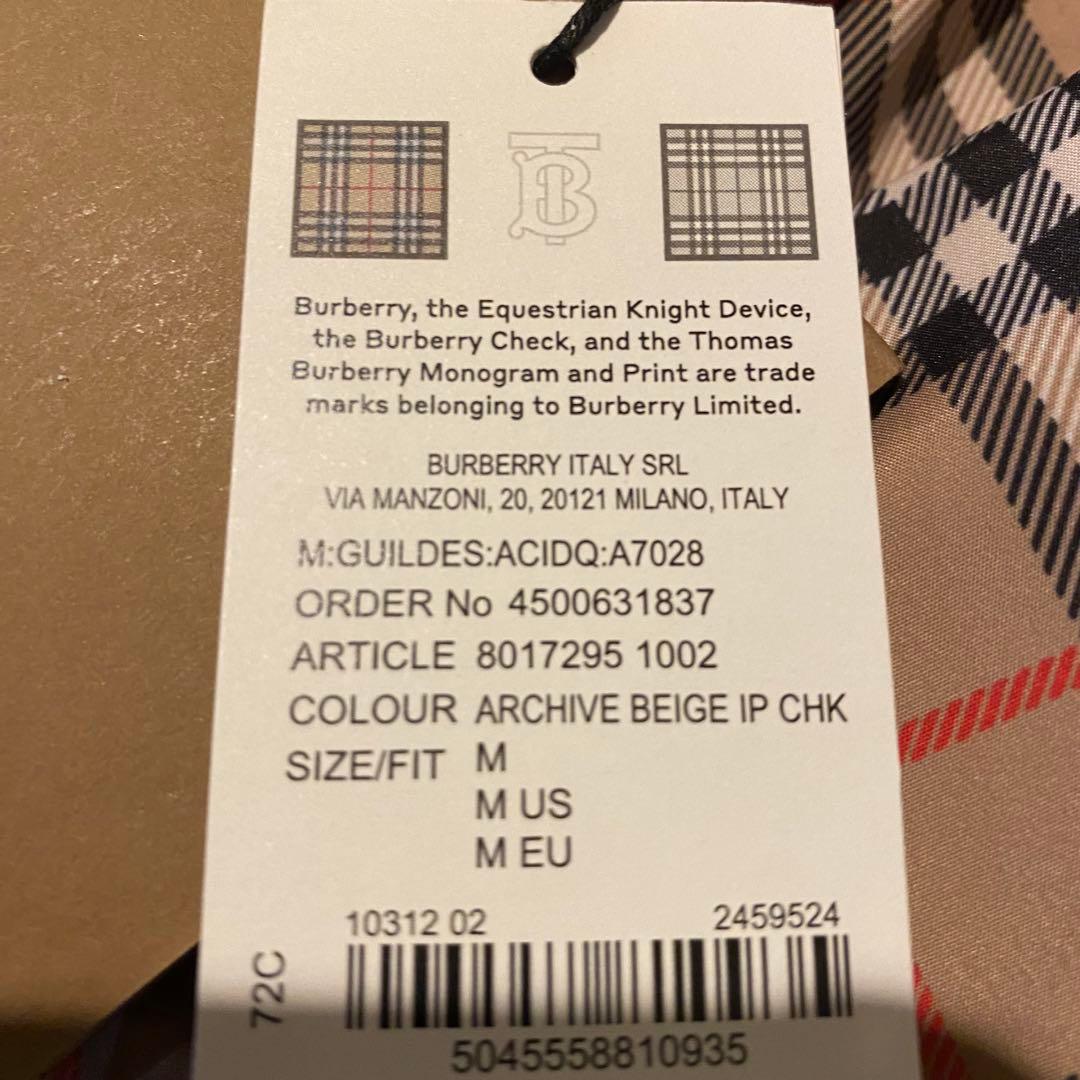 TB
Burberry, the Equestrian Knight Device,
the Burberry Check, and the Thomas
Burberry Monogram and Print are trade
marks belonging to Burberry Limited.
BURBERRY ITALY SRL
VIA MANZONI, 20, 20121 MILANO, ITALY
M:GUILDES:ACIDQ:A7028
ORDER No 4500631837
ARTICLE 8017295 1002
COLOUR ARCHIVE BEIGE IP CHK
SIZE/FIT M
M US
M EU
10312 02 2459524
72C
5045558810935